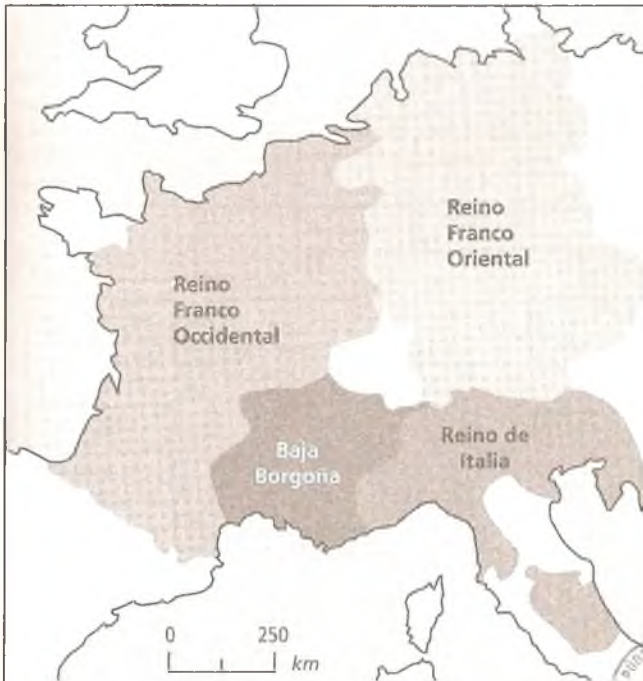 Reino
Franco
Oriental
Reino
Franco
Occidental
Baja
Borgoña
Reino de
Italia
0 250
km